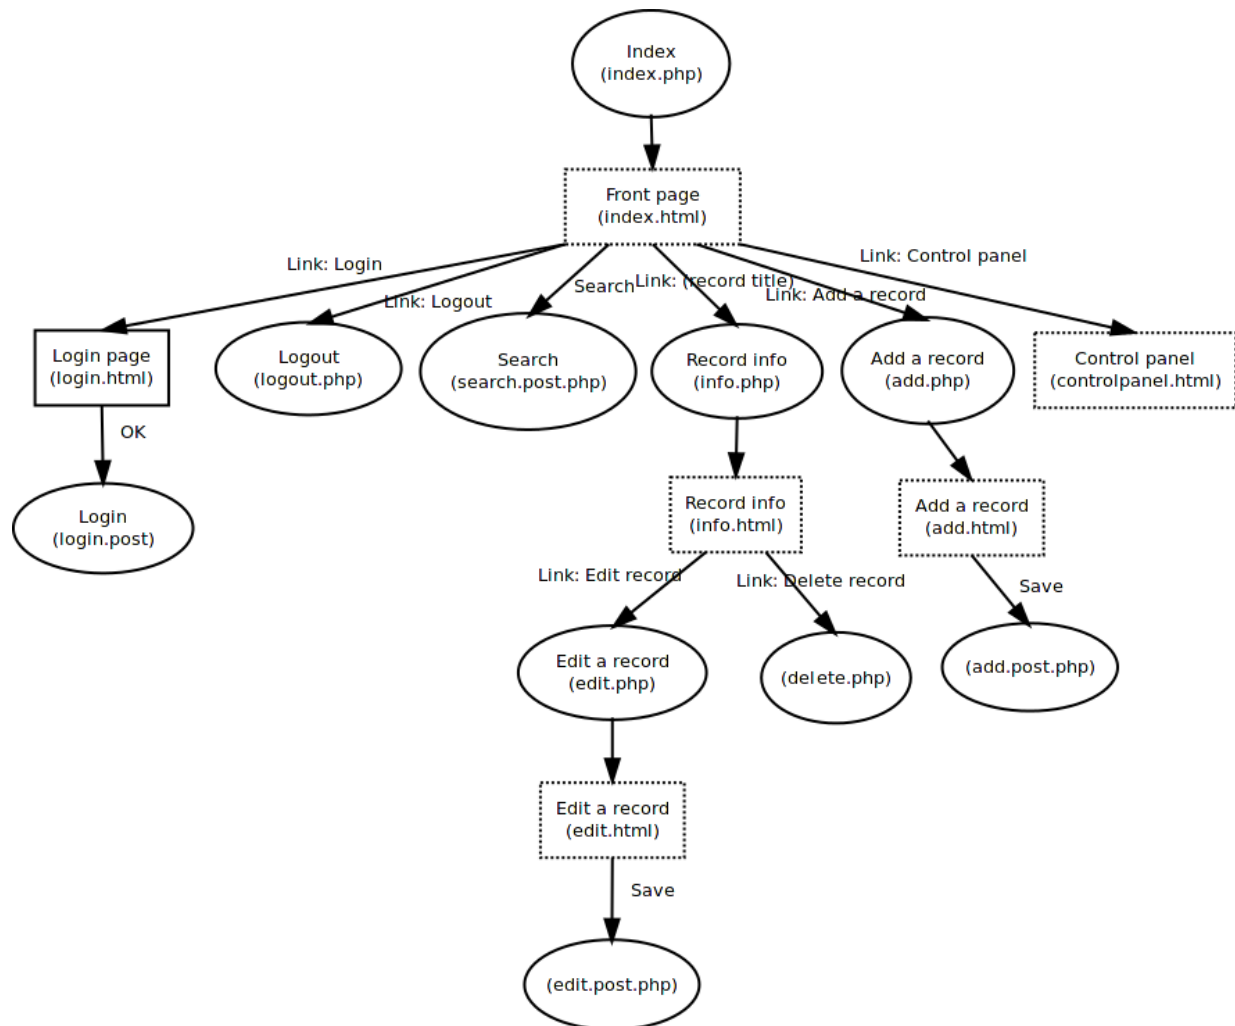 Index
(index.php)
Front page
(index.html)
Link: Login
Link: Logout
Search
Link: (record title)
Link: Add a record
Link: Control panel
Login page
(login.html)
Logout
(logout.php)
Search
(search.post.php)
Record info
(info.php)
Add a record
(add.php)
Control panel
(controlpanel.html)
OK
Login
(login.post)
Record info
(info.html)
Add a record
(add.html)
Link: Edit record
Link: Delete record
Save
Edit a record
(edit.php)
(delete.php)
(add.post.php)
Edit a record
(edit.html)
Save
(edit.post.php)